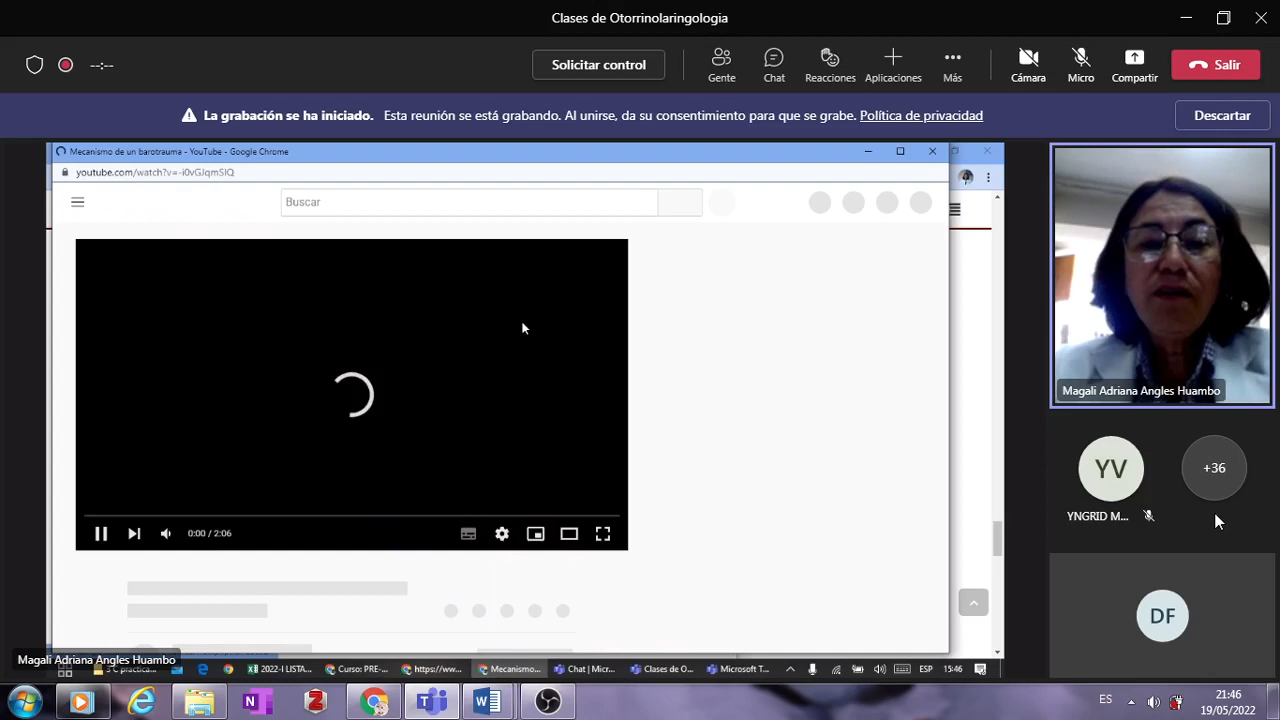 Clases de Otorrinolaringologia
--:--
Solicitar control
Gente
Chat
Reacciones
Aplicaciones
Más
Cámara
Micro
Compartir
Salir
La grabación se ha iniciado. Esta reunión se está grabando. Al unirse, da su consentimiento para que se grabe. Política de privacidad
Descartar
Mecanismo de un barotrauma - YouTube - Google Chrome
youtube.com/watch?v=-i0vGJqmSIQ
Buscar
0:00 / 2:06
Magali Adriana Angles Huambo
YV
+36
YNGRID M...
DF
Magali Adriana Angles Huambo
2022-I LISTA...
Curso: PRE-...
https://ww...
Mecanismo...
Chat | Micr...
Clases de O...
Microsoft T...
ESP
15:46
ES
21:46
19/05/2022